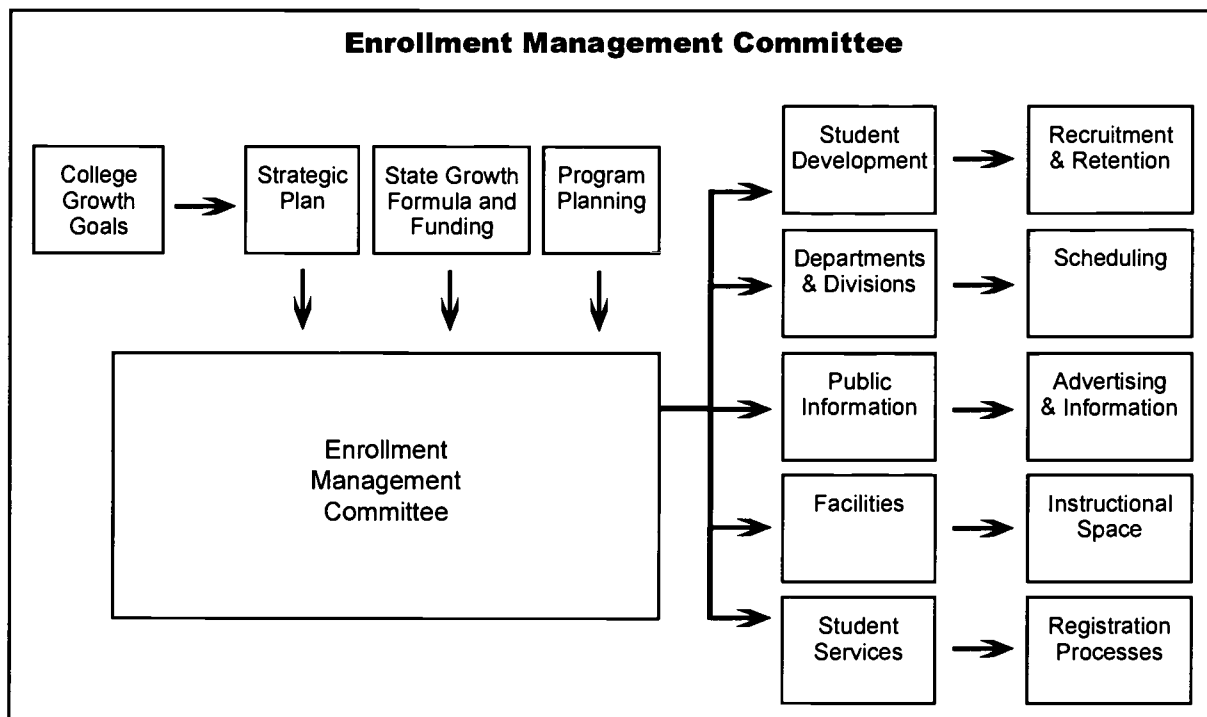 Enrollment Management Committee
College
Growth
Goals
Strategic
Plan
State Growth
Formula and
Funding
Program
Planning
Enrollment
Management
Committee
Student
Development
Recruitment
& Retention
Departments
& Divisions
Scheduling
Public
Information
Advertising
& Information
Facilities
Instructional
Space
Student
Services
Registration
Processes